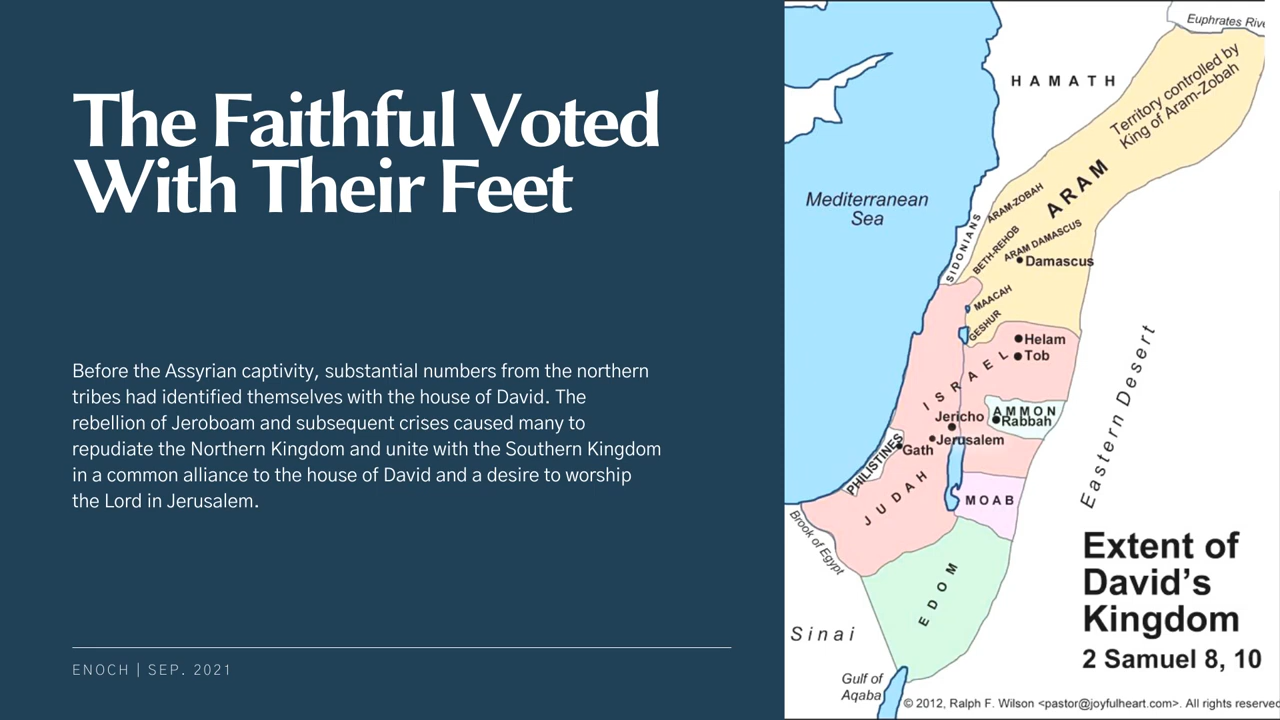 The Faithful Voted
With Their Feet
Before the Assyrian captivity, substantial numbers from the northern
tribes had identified themselves with the house of David. The
rebellion of Jeroboam and subsequent crises caused many to
repudiate the Northern Kingdom and unite with the Southern Kingdom
in a common alliance to the house of David and a desire to worship
the Lord in Jerusalem.
ENOCH | SEP. 2021
Euphrates Rive
HAMATH
Territory controlled by
King of Aram-Zobah
ARAM
Mediterranean
Sea
ARAM-ZOBAH
SIDONIANS
BETH-REHOB
ARAM DAMASCUS
Damascus
MAACAH
GESHUR
Helam
Tob
ISRAEL
AMMON
Rabbah
Jericho
Jerusalem
Gath
PHILISTINES
JUDAH
MOAB
Eastern Desert
Brook of Egypt
EDOM
Sinai
Gulf of
Aqaba
Extent of
David's
Kingdom
2 Samuel 8, 10
© 2012, Ralph F. Wilson <pastor@joyfulheart.com>. All rights reserved